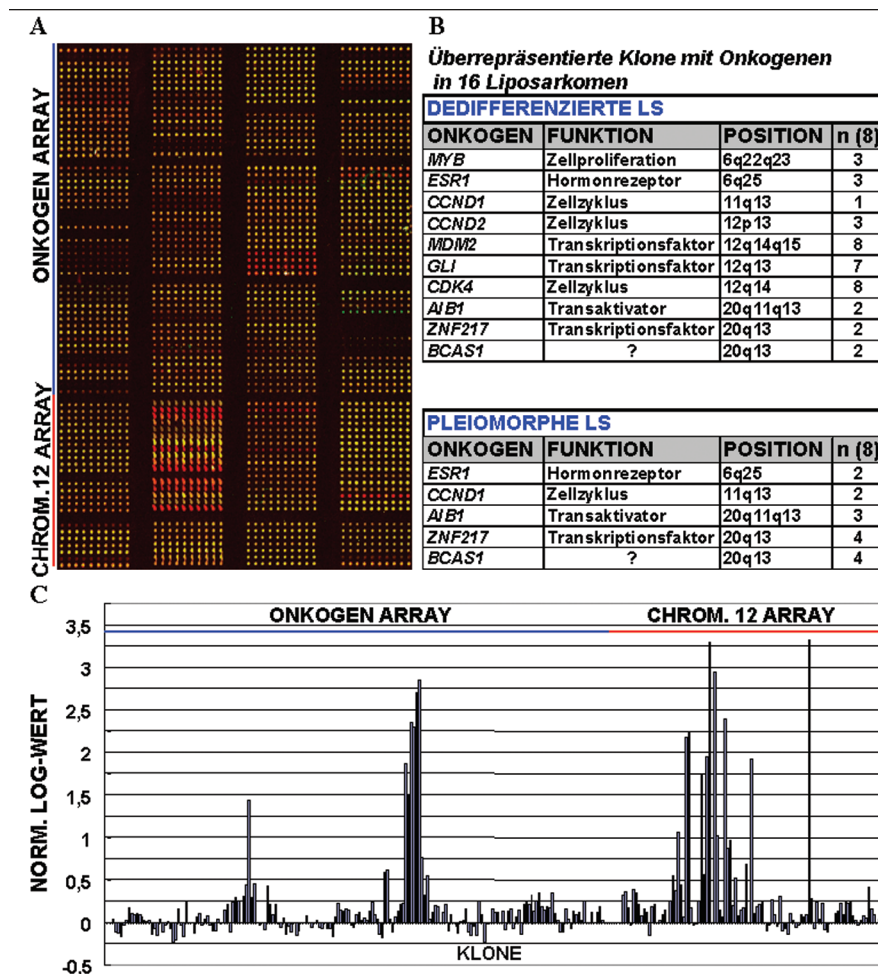 A
B
ONKOGEN ARRAY
CHROM. 12 ARRAY
Überrepräsentierte Klone mit Onkogenen
in 16 Liposarkomen
DEDIFFERENZIERTE LS
ONKOGEN FUNKTION POSITION n (8)
MYB Zellproliferation 6q22q23 3
ESR1 Hormonrezeptor 6q25 3
CCND1 Zellzyklus 11q13 1
CCND2 Zellzyklus 12p13 3
MDM2 Transkriptionsfaktor 12q14q15 8
GLI Transkriptionsfaktor 12q13 7
CDK4 Zellzyklus 12q14 8
AIB1 Transaktivator 20q11q13 2
ZNF217 Transkriptionsfaktor 20q13 2
BCAS1 ? 20q13 2
PLEIOMORPHE LS
ONKOGEN FUNKTION POSITION n (8)
ESR1 Hormonrezeptor 6q25 2
CCND1 Zellzyklus 11q13 2
AIB1 Transaktivator 20q11q13 3
ZNF217 Transkriptionsfaktor 20q13 4
BCAS1 ? 20q13 4
C
ONKOGEN ARRAY CHROM. 12 ARRAY
NORM. LOG-WERT
3,5
3
2,5
2
1,5
1
0,5
0
-0,5
KLONE